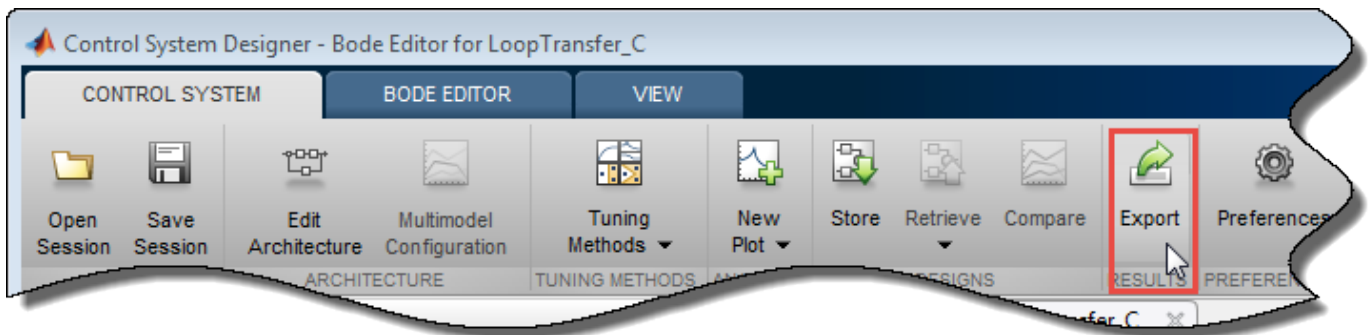 Control System Designer - Bode Editor for LoopTransfer_C
CONTROL SYSTEM BODE EDITOR VIEW
Open Save Edit Multimodel Tuning New Store Retrieve Compare Export Preferences
Session Session Architecture Configuration Methods Plot
ARCHITECTURE TUNING METHODS RESULTS